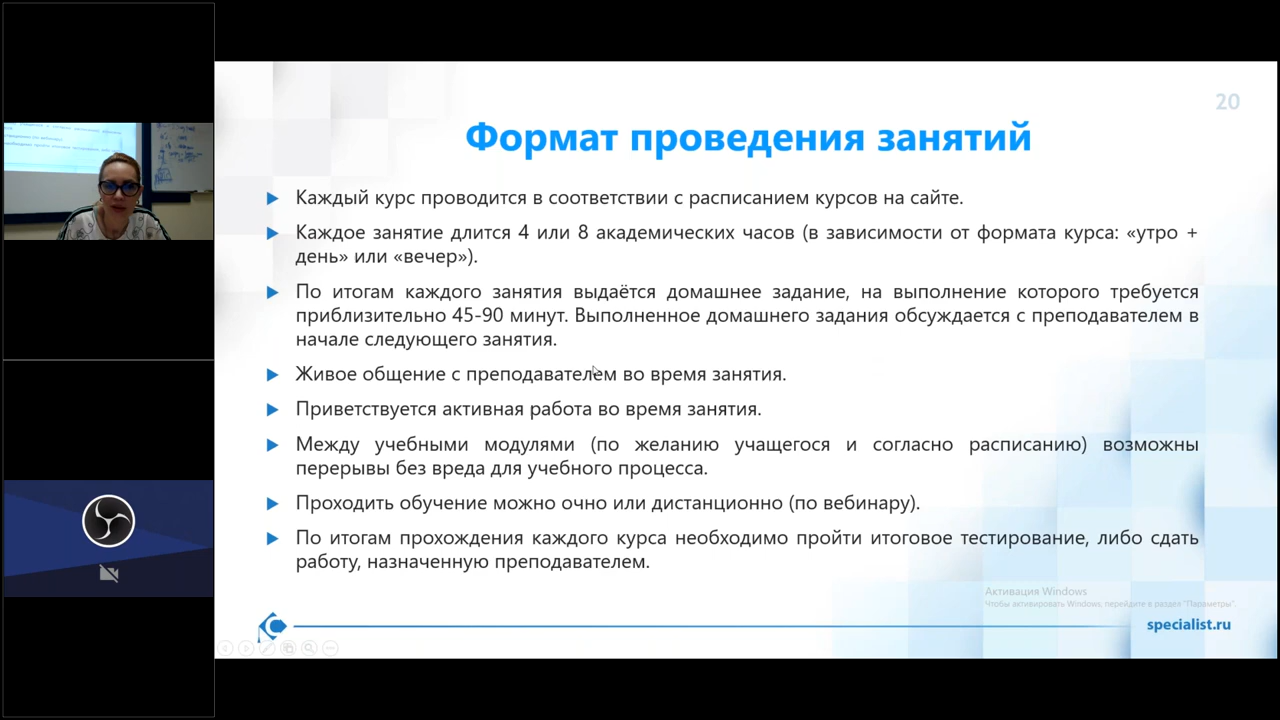 20
Формат проведения занятий
Каждый курс проводится в соответствии с расписанием курсов на сайте.
Каждое занятие длится 4 или 8 академических часов (в зависимости от формата курса: «утро +
день» или «вечер»).
По итогам каждого занятия выдаётся домашнее задание, на выполнение которого требуется
приблизительно 45-90 минут. Выполненное домашнего задания обсуждается с преподавателем в
начале следующего занятия.
Живое общение с преподавателем во время занятия.
Приветствуется активная работа во время занятия.
Между учебными модулями (по желанию учащегося и согласно расписанию) возможны
перерывы без вреда для учебного процесса.
Проходить обучение можно очно или дистанционно (по вебинару).
По итогам прохождения каждого курса необходимо пройти итоговое тестирование, либо сдать
работу, назначенную преподавателем.
Активация Windows
Чтобы активировать Windows, перейдите в раздел "Параметры".
specialist.ru